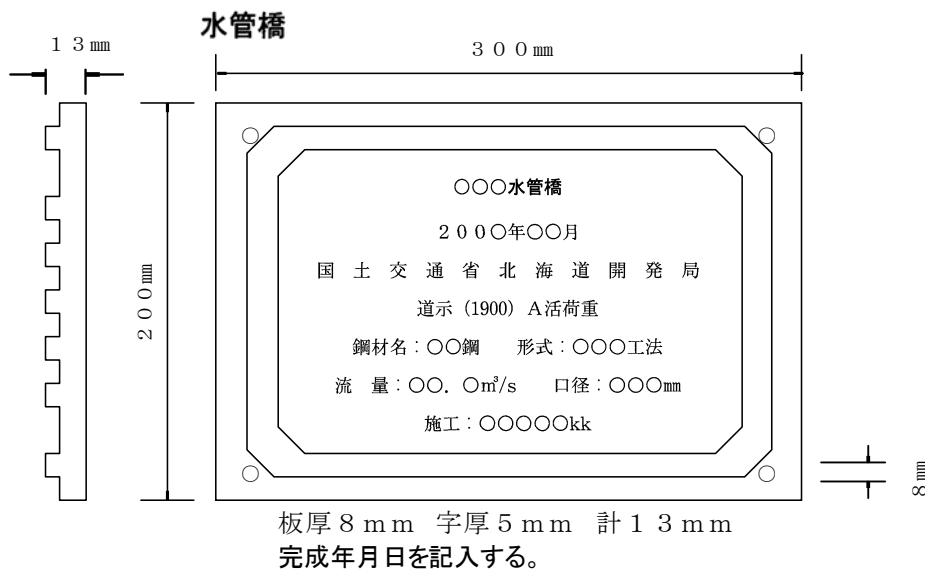 水管橋
１３㎜
３００㎜
２００㎜
○○○水管橋
２００○年○○月
国土交通省北海道開発局
道示（1900）Ａ活荷重
鋼材名：○○鋼　形式：○○○工法
流　量：○○．○㎥/s　口径：○○○㎜
施工：○○○○○kk
８㎜
板厚８ｍｍ　字厚５ｍｍ　計１３ｍｍ
完成年月日を記入する。